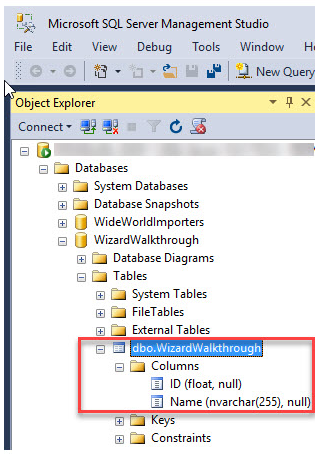 Microsoft SQL Server Management Studio
File Edit View Debug Tools Window
New Query
Object Explorer
Connect
Databases
System Databases
Database Snapshots
WideWorldImporters
WizardWalkthrough
Database Diagrams
Tables
System Tables
FileTables
External Tables
dbo.WizardWalkthrough
Columns
ID (float, null)
Name (nvarchar(255), null)
Keys
Constraints